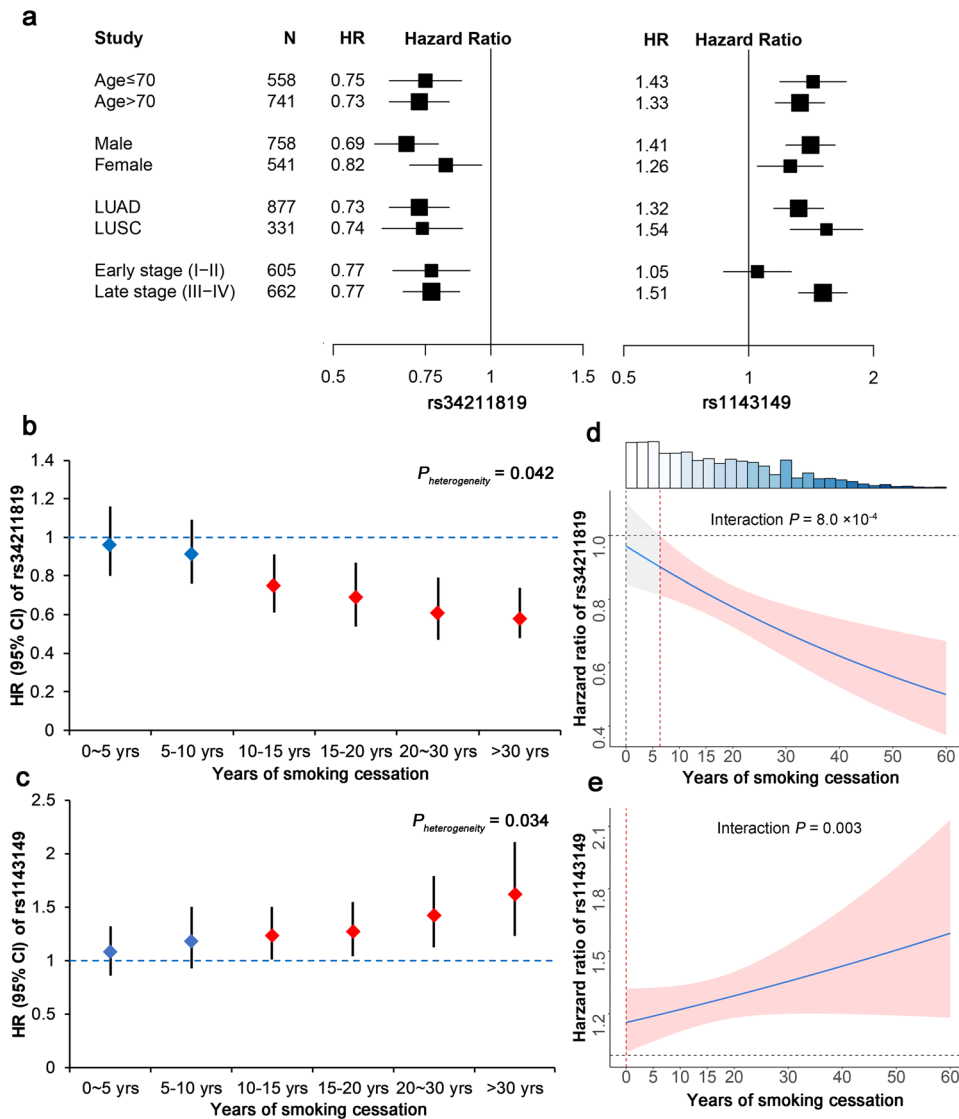 a
Study N HR Hazard Ratio HR Hazard Ratio
Age≤70 558 0.75 1.43
Age>70 741 0.73 1.33
Male 758 0.69 1.41
Female 541 0.82 1.26
LUAD 877 0.73 1.32
LUSC 331 0.74 1.54
Early stage (I−II) 605 0.77 1.05
Late stage (III−IV) 662 0.77 1.51
0.5 0.75 1 1.5 0.5 1 2
rs34211819 rs1143149
b
HR (95% CI) of rs34211819
1.4
1.2
1
0.8
0.6
0.4
0.2
0
P heterogeneity = 0.042
0~5 yrs 5-10 yrs 10-15 yrs 15-20 yrs 20~30 yrs >30 yrs
Years of smoking cessation
c
HR (95% CI) of rs1143149
2.5
2
1.5
1
0.5
0
P heterogeneity = 0.034
0~5 yrs 5-10 yrs 10-15 yrs 15-20 yrs 20~30 yrs >30 yrs
Years of smoking cessation
d
Interaction P = 8.0 ×10-4
Harzard ratio of rs34211819
1.0
0.8
0.6
0.4
0 5 10 15 20 30 40 50 60
Years of smoking cessation
e
Interaction P = 0.003
Harzard ratio of rs1143149
2.1
1.8
1.5
1.2
0 5 10 15 20 30 40 50 60
Years of smoking cessation